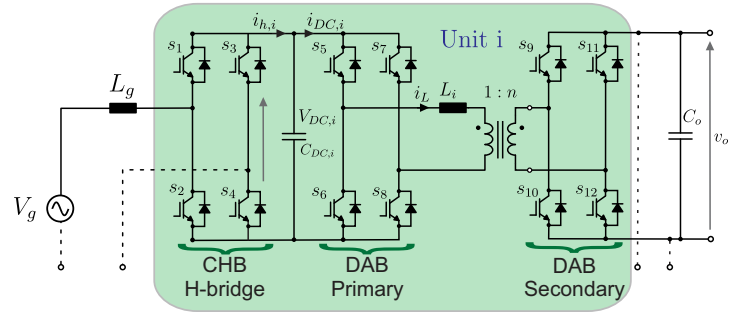 i_{h,i} i_{DC,i}
Unit i
s_1 s_3 s_5 s_7 s_9 s_11
L_g
i_L L_i 1 : n
V_{DC,i}
C_{DC,i}
C_o
v_o
s_2 s_4 s_6 s_8 s_10 s_12
V_g
CHB
H-bridge
DAB
Primary
DAB
Secondary